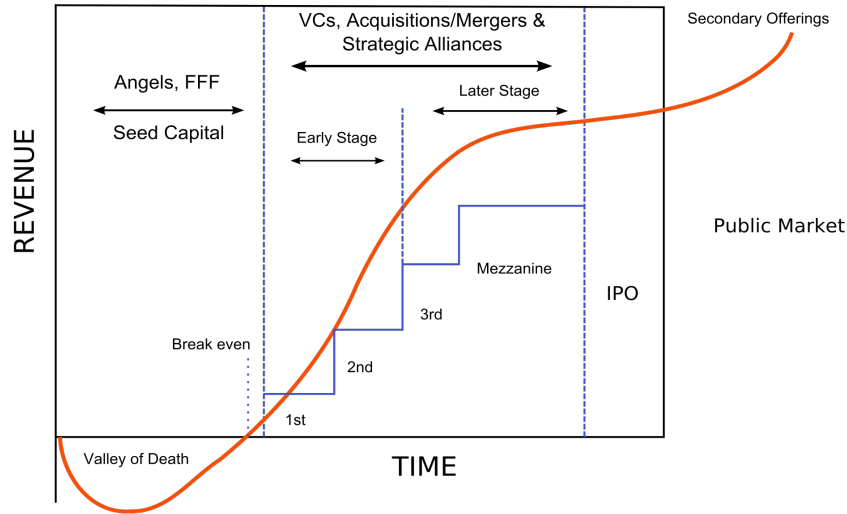 VCs, Acquisitions/Mergers &
Strategic Alliances
Secondary Offerings
Angels, FFF
Seed Capital
Later Stage
Early Stage
REVENUE
Public Market
Mezzanine
IPO
3rd
Break even
2nd
1st
Valley of Death
TIME